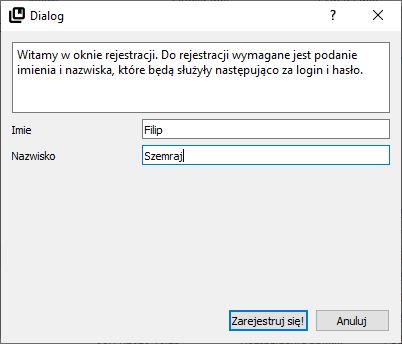 Dialog
?
Witamy w oknie rejestracji. Do rejestracji wymagane jest podanie
imienia i nazwiska, które będą służyły następująco za login i hasło.
Imie
Filip
Nazwisko
Szemraj
Zarejestruj się!
Anuluj